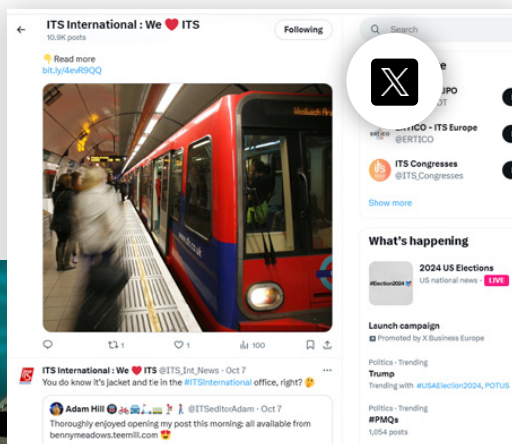 ITS International : We ❤️ ITS
10.9K posts
Following
Search
👇 Read more
bit.ly/4evR9QQ
Woolwich Ars
1
1
100
ITS International : We ❤️ ITS @ITS_Int_News · Oct 7
You do know it's jacket and tie in the #ITSInternational office, right? 🤔
Adam Hill @ITSeditorAdam · Oct 7
Thoroughly enjoyed opening my post this morning: all available from
bennymeadows.teemill.com 😍
ERTICO - ITS Europe
@ERTICO
ITS Congresses
@ITS_Congresses
Show more
What's happening
2024 US Elections
US national news · LIVE
#Election2024
Launch campaign
Promoted by X Business Europe
Politics · Trending
Trump
Trending with #USAElection2024, POTUS
Politics · Trending
#PMQs
1,054 posts